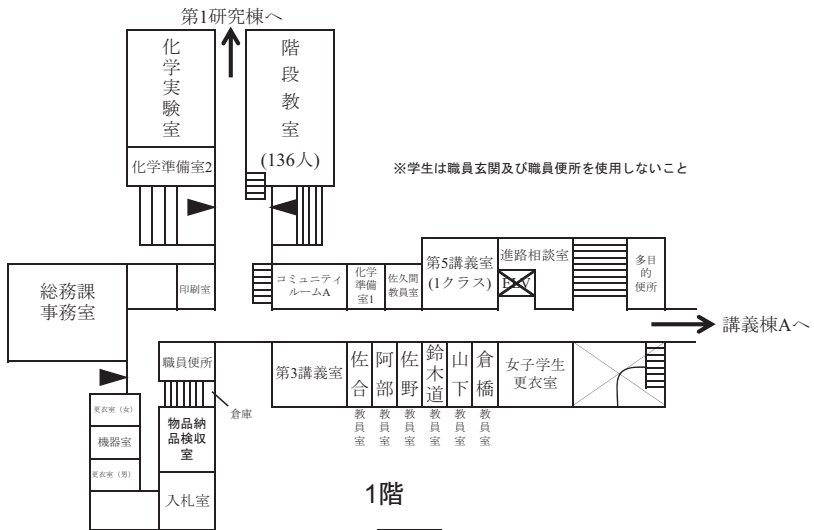 第1研究棟へ
化学実験室
階段教室
(136人)
化学準備室2
※学生は職員玄関及び職員便所を使用しないこと
総務課
事務室
印刷室
コミュニティ
ルームA
化学
準備
室1
佐久間
教員室
第5講義室
(1クラス)
進路相談室
ELV
多目的便所
講義棟Aへ
職員便所
倉庫
第3講義室
佐合
教員室
阿部
教員室
佐野
教員室
鈴木道
教員室
山下
教員室
倉橋
教員室
女子学生
更衣室
更衣室（女）
機器室
更衣室（男）
物品納
品検収
室
入札室
1階